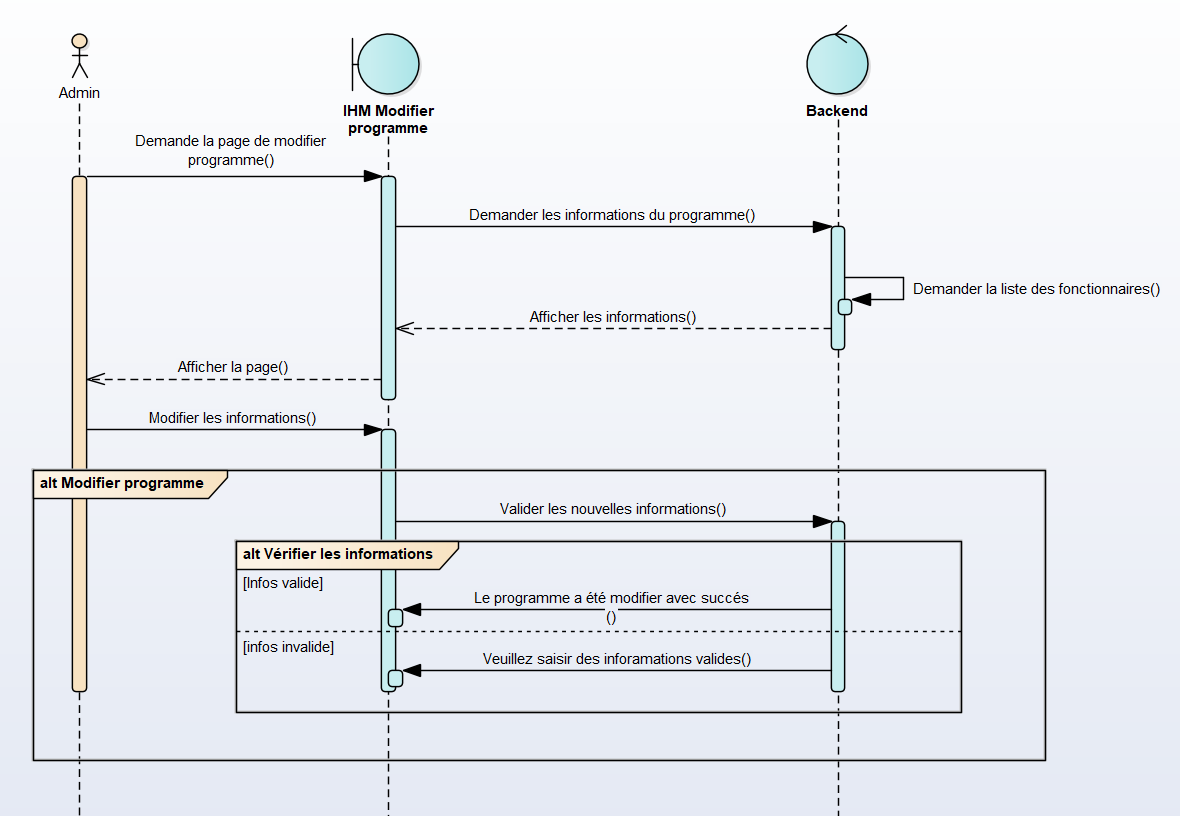 Admin
IHM Modifier
programme
Backend
Demande la page de modifier
programme()
Demander les informations du programme()
Demander la liste des fonctionnaires()
Afficher les informations()
Afficher la page()
Modifier les informations()
alt Modifier programme
Valider les nouvelles informations()
alt Vérifier les informations
[Infos valide]
Le programme a été modifier avec succés
()
[infos invalide]
Veuillez saisir des inforamations valides()